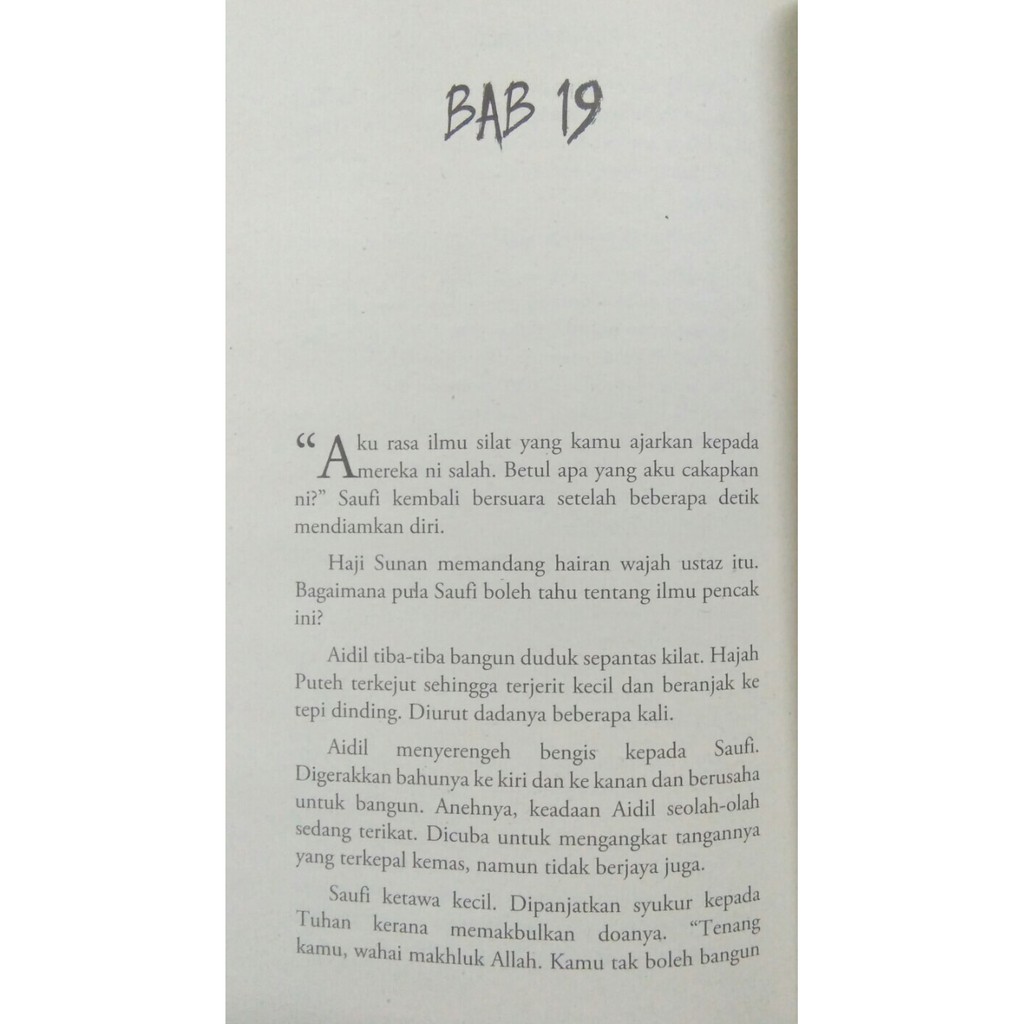 BAB 19
“Aku rasa ilmu silat yang kamu ajarkan kepada
mereka ni salah. Betul apa yang aku cakapkan
ni?” Saufi kembali bersuara setelah beberapa detik
mendiamkan diri.
Haji Sunan memandang hairan wajah ustaz itu.
Bagaimana pula Saufi boleh tahu tentang ilmu pencak
ini?
Aidil tiba-tiba bangun duduk sepantas kilat. Hajah
Puteh terkejut sehingga terjerit kecil dan beranjak ke
tepi dinding. Diurut dadanya beberapa kali.
Aidil menyerengeh bengis kepada Saufi.
Digerakkan bahunya ke kiri dan ke kanan dan berusaha
untuk bangun. Anehnya, keadaan Aidil seolah-olah
sedang terikat. Dicuba untuk mengangkat tangannya
yang terkepal kemas, namun tidak berjaya juga.
Saufi ketawa kecil. Dipanjatkan syukur kepada
Tuhan kerana memakbulkan doanya. “Tenang
kamu, wahai makhluk Allah. Kamu tak boleh bangun